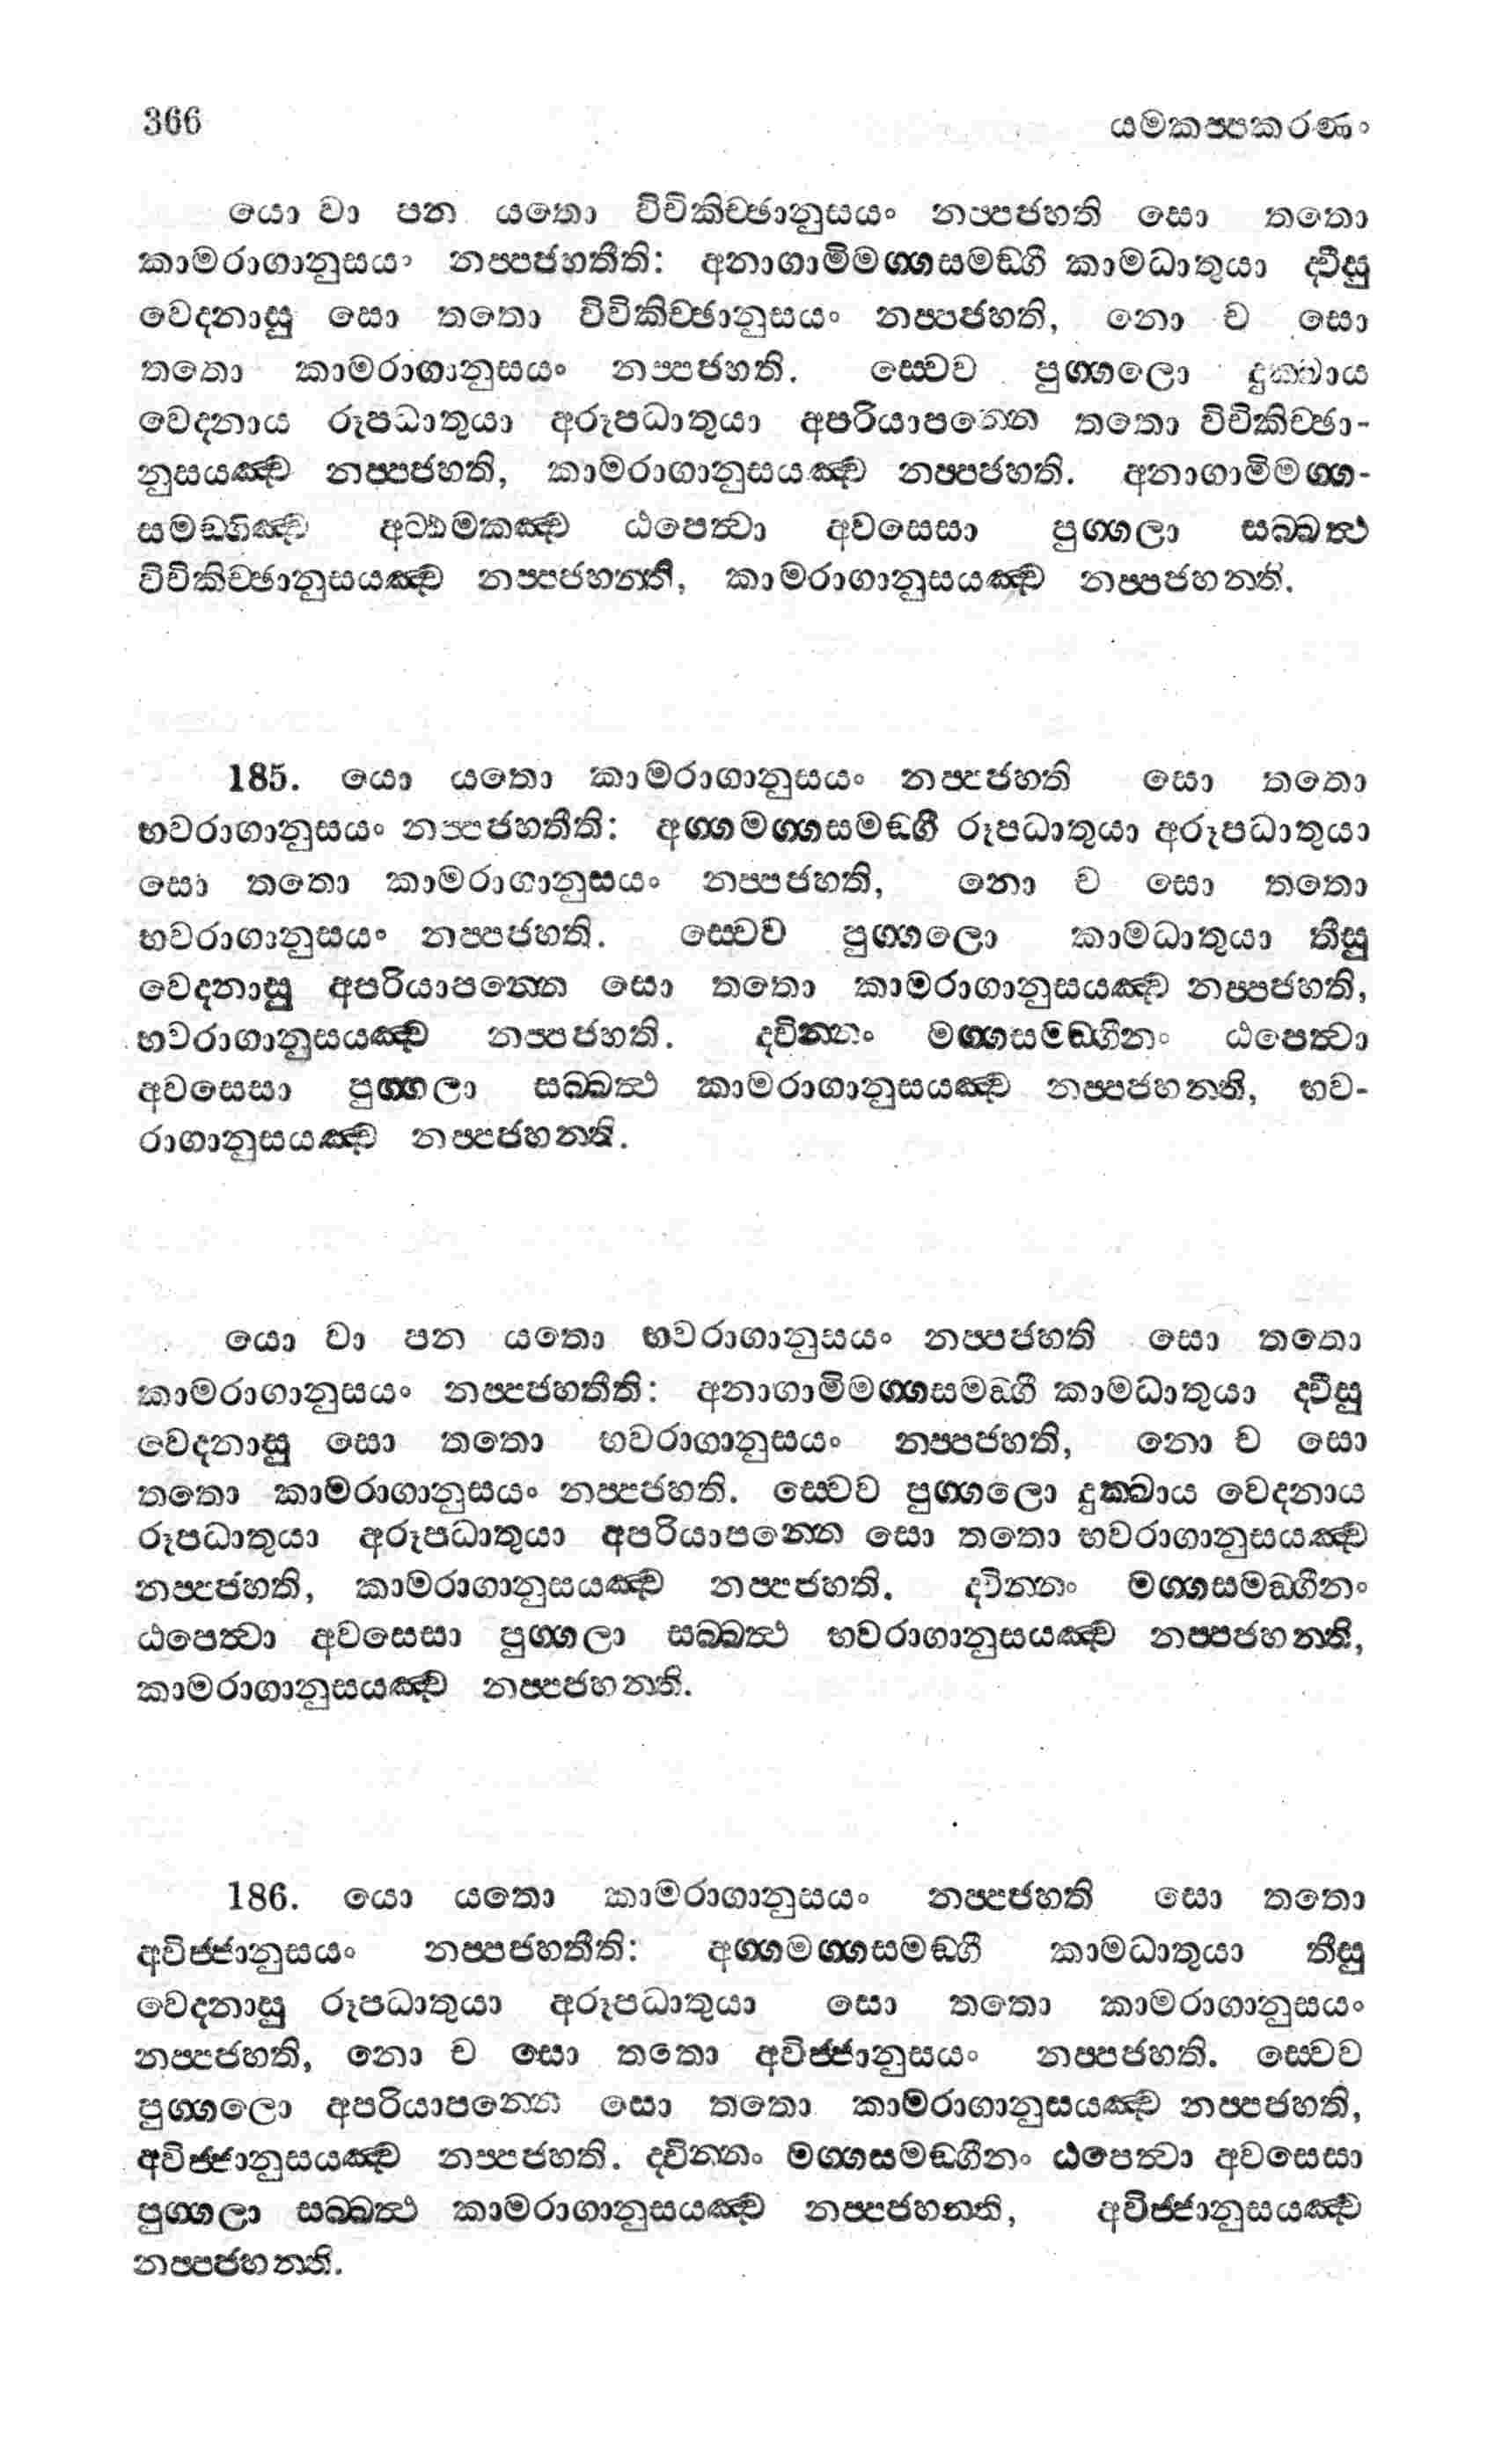 366 යමකප්පකරණං
යො වා පන යතො විචිකිච්ඡානුසයං නප්පජහති සො තතො
කාමරාගානුසයං නප්පජහතීති: අනාගාමිමග්ගසමඞ්ගී කාමධාතුයා ද්වීසු
වෙදනාසු සො තතො විචිකිච්ඡානුසයං නප්පජහති, නො ච සො
තතො කාමරාගානුසයං නප්පජහති. ස්වෙව පුග්ගලො දුක්ඛාය
වෙදනාය රූපධාතුයා අරූපධාතුයා අපරියාපන්නෙ තතො විචිකිච්ඡා-
නුසයඤ්ච නප්පජහති, කාමරාගානුසයඤ්ච නප්පජහති. අනාගාමිමග්ග-
සමඞ්ගිඤ්ච අට්ඨමකඤ්ච ඨපෙත්වා අවසෙසා පුග්ගලා සබ්බත්ථ
විචිකිච්ඡානුසයඤ්ච නප්පජහන්ති, කාමරාගානුසයඤ්ච නප්පජහන්ති.
185. යො යතො කාමරාගානුසයං නප්පජහති සො තතො
භවරාගානුසයං නප්පජහතීති: අග්ගමග්ගසමඞ්ගී රූපධාතුයා අරූපධාතුයා
සො තතො කාමරාගානුසයං නප්පජහති, නො ච සො තතො
භවරාගානුසයං නප්පජහති. ස්වෙව පුග්ගලො කාමධාතුයා තීසු
වෙදනාසු අපරියාපන්නෙ සො තතො කාමරාගානුසයඤ්ච නප්පජහති,
භවරාගානුසයඤ්ච නප්පජහති. ද්වින්නං මග්ගසමඞ්ගීනං ඨපෙත්වා
අවසෙසා පුග්ගලා සබ්බත්ථ කාමරාගානුසයඤ්ච නප්පජහන්ති, භව-
රාගානුසයඤ්ච නප්පජහන්ති.
යො වා පන යතො භවරාගානුසයං නප්පජහති සො තතො
කාමරාගානුසයං නප්පජහතීති: අනාගාමිමග්ගසමඞ්ගී කාමධාතුයා ද්වීසු
වෙදනාසු සො තතො භවරාගානුසයං නප්පජහති, නො ච සො
තතො කාමරාගානුසයං නප්පජහති. ස්වෙව පුග්ගලො දුක්ඛාය වෙදනාය
රූපධාතුයා අරූපධාතුයා අපරියාපන්නෙ සො තතො භවරාගානුසයඤ්ච
නප්පජහති, කාමරාගානුසයඤ්ච නප්පජහති. ද්වින්නං මග්ගසමඞ්ගීනං
ඨපෙත්වා අවසෙසා පුග්ගලා සබ්බත්ථ භවරාගානුසයඤ්ච නප්පජහන්ති,
කාමරාගානුසයඤ්ච නප්පජහන්ති.
186. යො යතො කාමරාගානුසයං නප්පජහති සො තතො
අවිජ්ජානුසයං නප්පජහතීති: අග්ගමග්ගසමඞ්ගී කාමධාතුයා තීසු
වෙදනාසු රූපධාතුයා අරූපධාතුයා සො තතො කාමරාගානුසයං
නප්පජහති, නො ච සො තතො අවිජ්ජානුසයං නප්පජහති. ස්වෙව
පුග්ගලො අපරියාපන්නෙ සො තතො කාමරාගානුසයඤ්ච නප්පජහති,
අවිජ්ජානුසයඤ්ච නප්පජහති. ද්වින්නං මග්ගසමඞ්ගීනං ඨපෙත්වා අවසෙසා
පුග්ගලා සබ්බත්ථ කාමරාගානුසයඤ්ච නප්පජහන්ති, අවිජ්ජානුසයඤ්ච
නප්පජහන්ති.